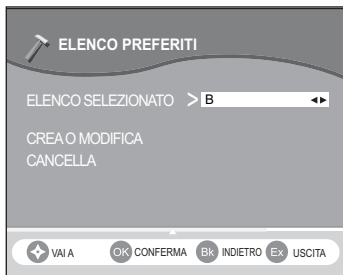 ELENCO PREFERITI
ELENCO SELEZIONATO > B
CREA O MODIFICA
CANCELLA
VAI A OK CONFERMA Bk INDIETRO Ex USCITA